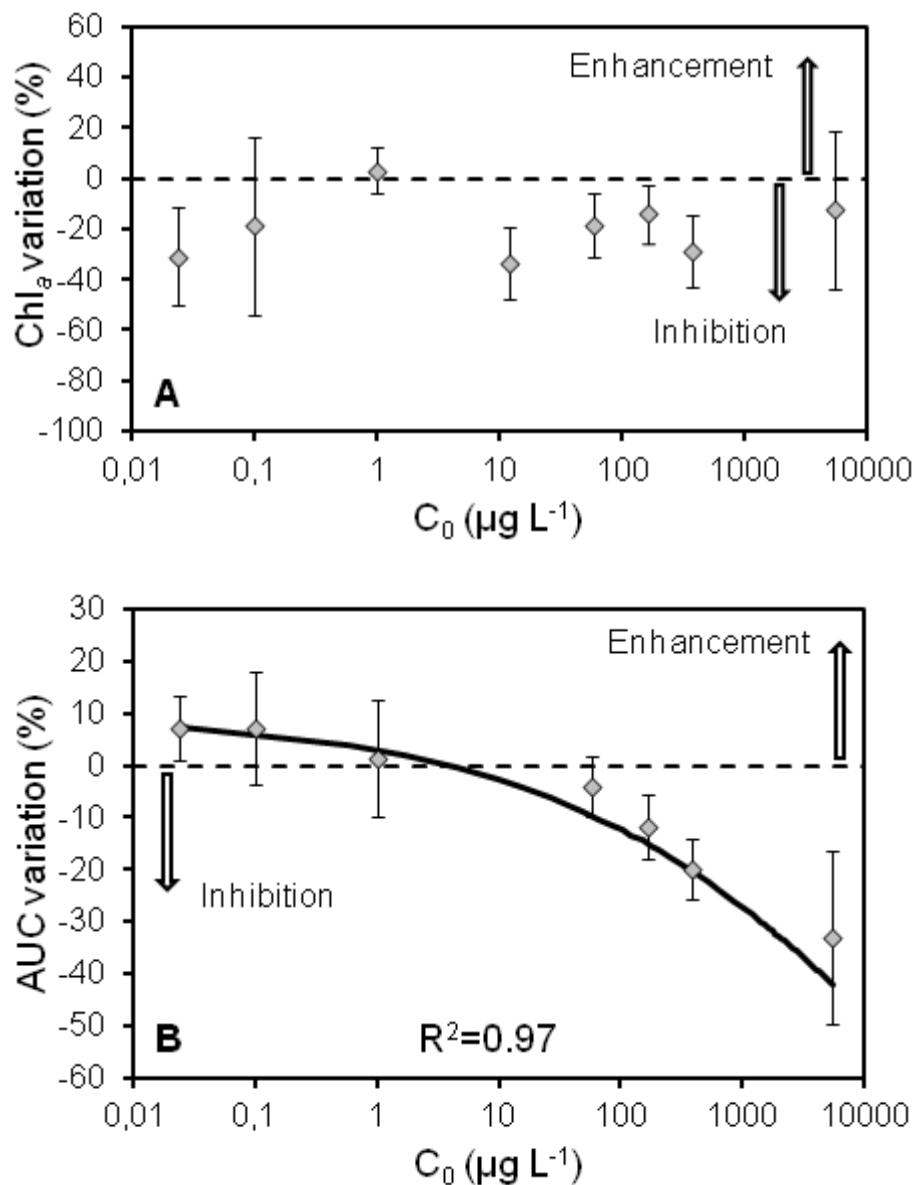 60
40
20
0
-20
-40
-60
-80
-100
Chlₐ variation (%)
Enhancement
Inhibition
A
0,01 0,1 1 10 100 1000 10000
C₀ (µg L⁻¹)
30
20
10
0
-10
-20
-30
-40
-50
-60
AUC variation (%)
Enhancement
Inhibition
B
R²=0.97
0,01 0,1 1 10 100 1000 10000
C₀ (µg L⁻¹)